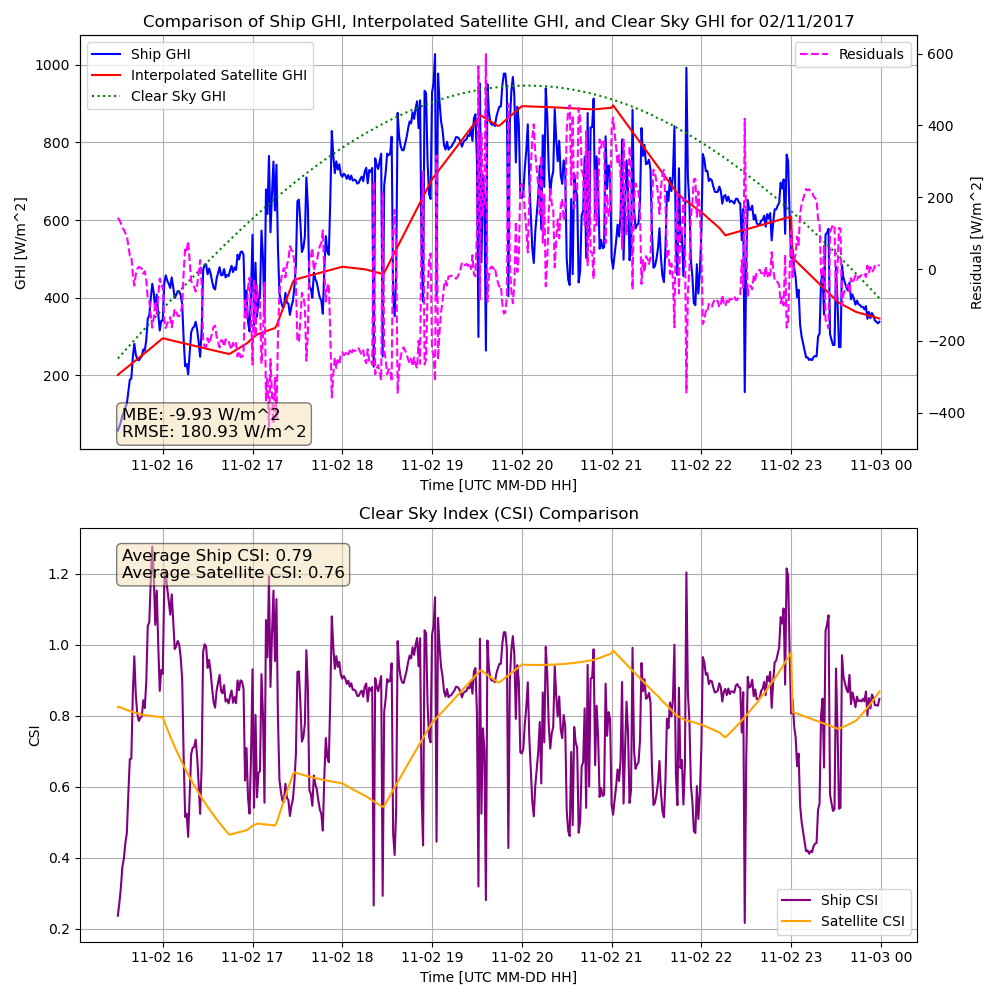 Comparison of Ship GHI, Interpolated Satellite GHI, and Clear Sky GHI for 02/11/2017
Ship GHI
Interpolated Satellite GHI
Clear Sky GHI
Residuals
1000
800
600
400
200
GHI [W/m^2]
600
400
200
0
−200
−400
Residuals [W/m^2]
MBE: -9.93 W/m^2
RMSE: 180.93 W/m^2
11-02 16 11-02 17 11-02 18 11-02 19 11-02 20 11-02 21 11-02 22 11-02 23 11-03 00
Time [UTC MM-DD HH]
Clear Sky Index (CSI) Comparison
Average Ship CSI: 0.79
Average Satellite CSI: 0.76
1.2
1.0
0.8
0.6
0.4
0.2
CSI
Ship CSI
Satellite CSI
11-02 16 11-02 17 11-02 18 11-02 19 11-02 20 11-02 21 11-02 22 11-02 23 11-03 00
Time [UTC MM-DD HH]